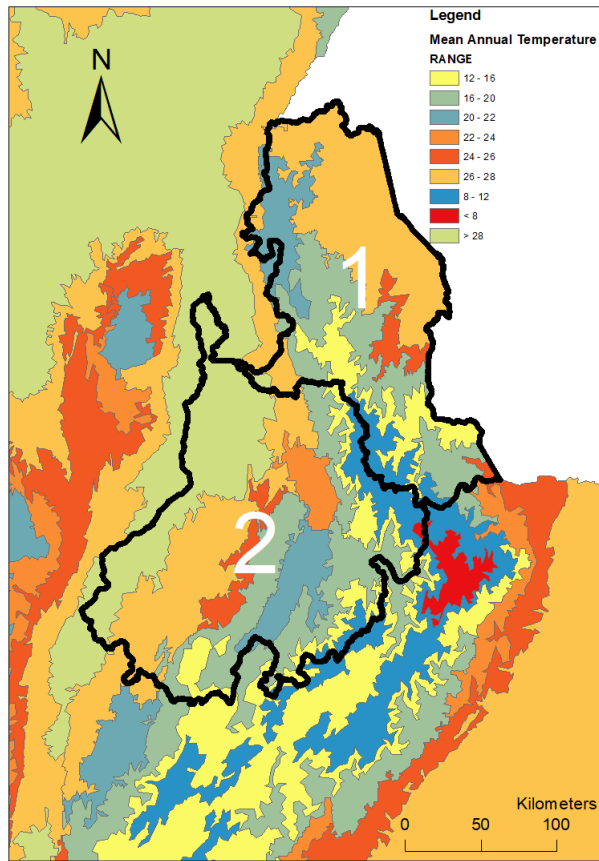 Legend
Mean Annual Temperature
RANGE
12 - 16
16 - 20
20 - 22
22 - 24
24 - 26
26 - 28
8 - 12
< 8
> 28
N
1
2
Kilometers
0 50 100